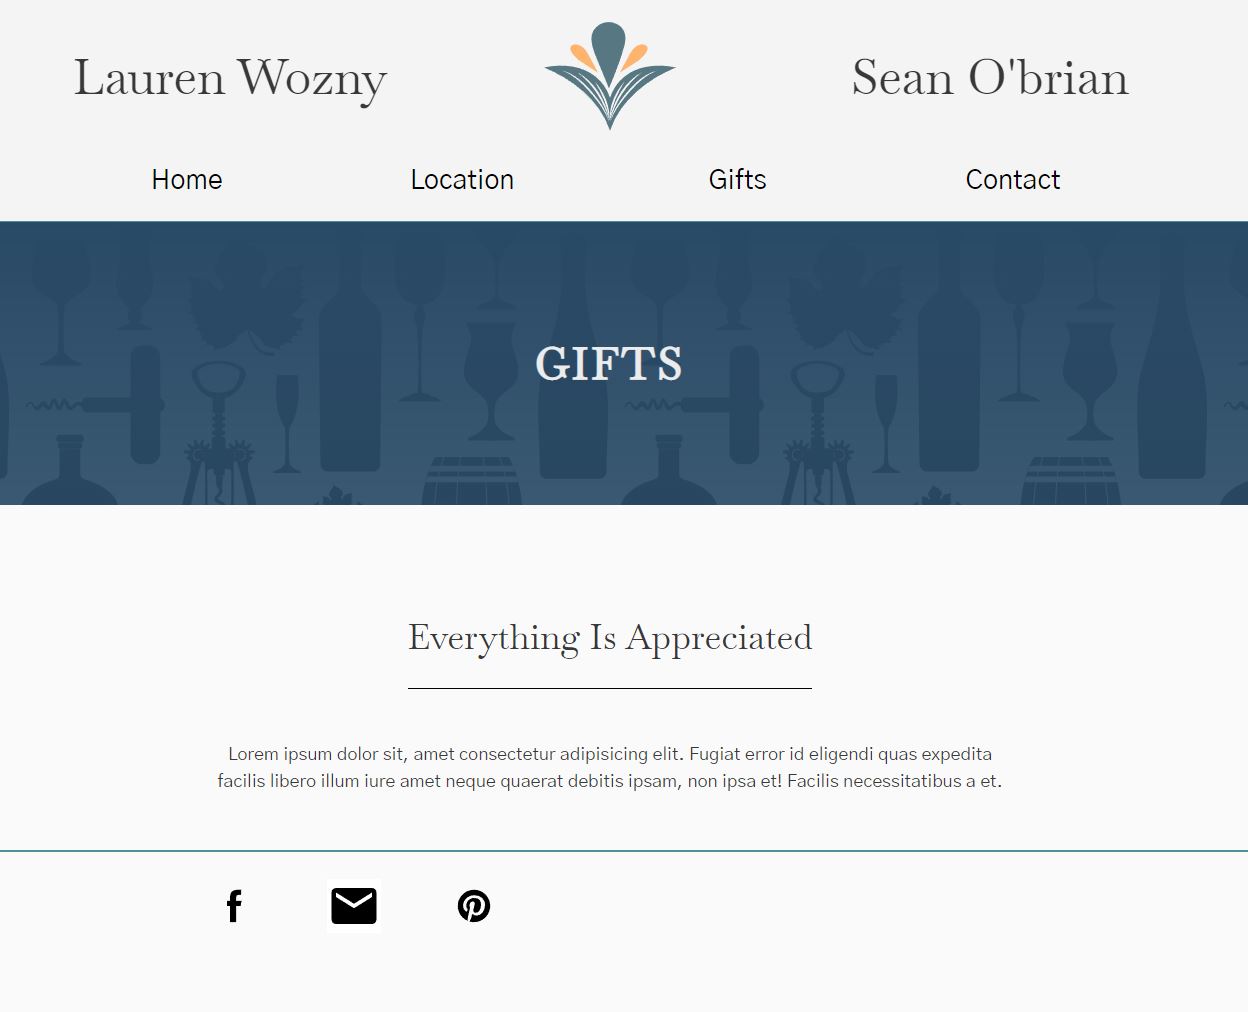 Lauren Wozny
Sean O'brian
Home
Location
Gifts
Contact
GIFTS
Everything Is Appreciated
Lorem ipsum dolor sit, amet consectetur adipisicing elit. Fugiat error id eligendi quas expedita
facilis libero illum iure amet neque quaerat debitis ipsam, non ipsa et! Facilis necessitatibus a et.